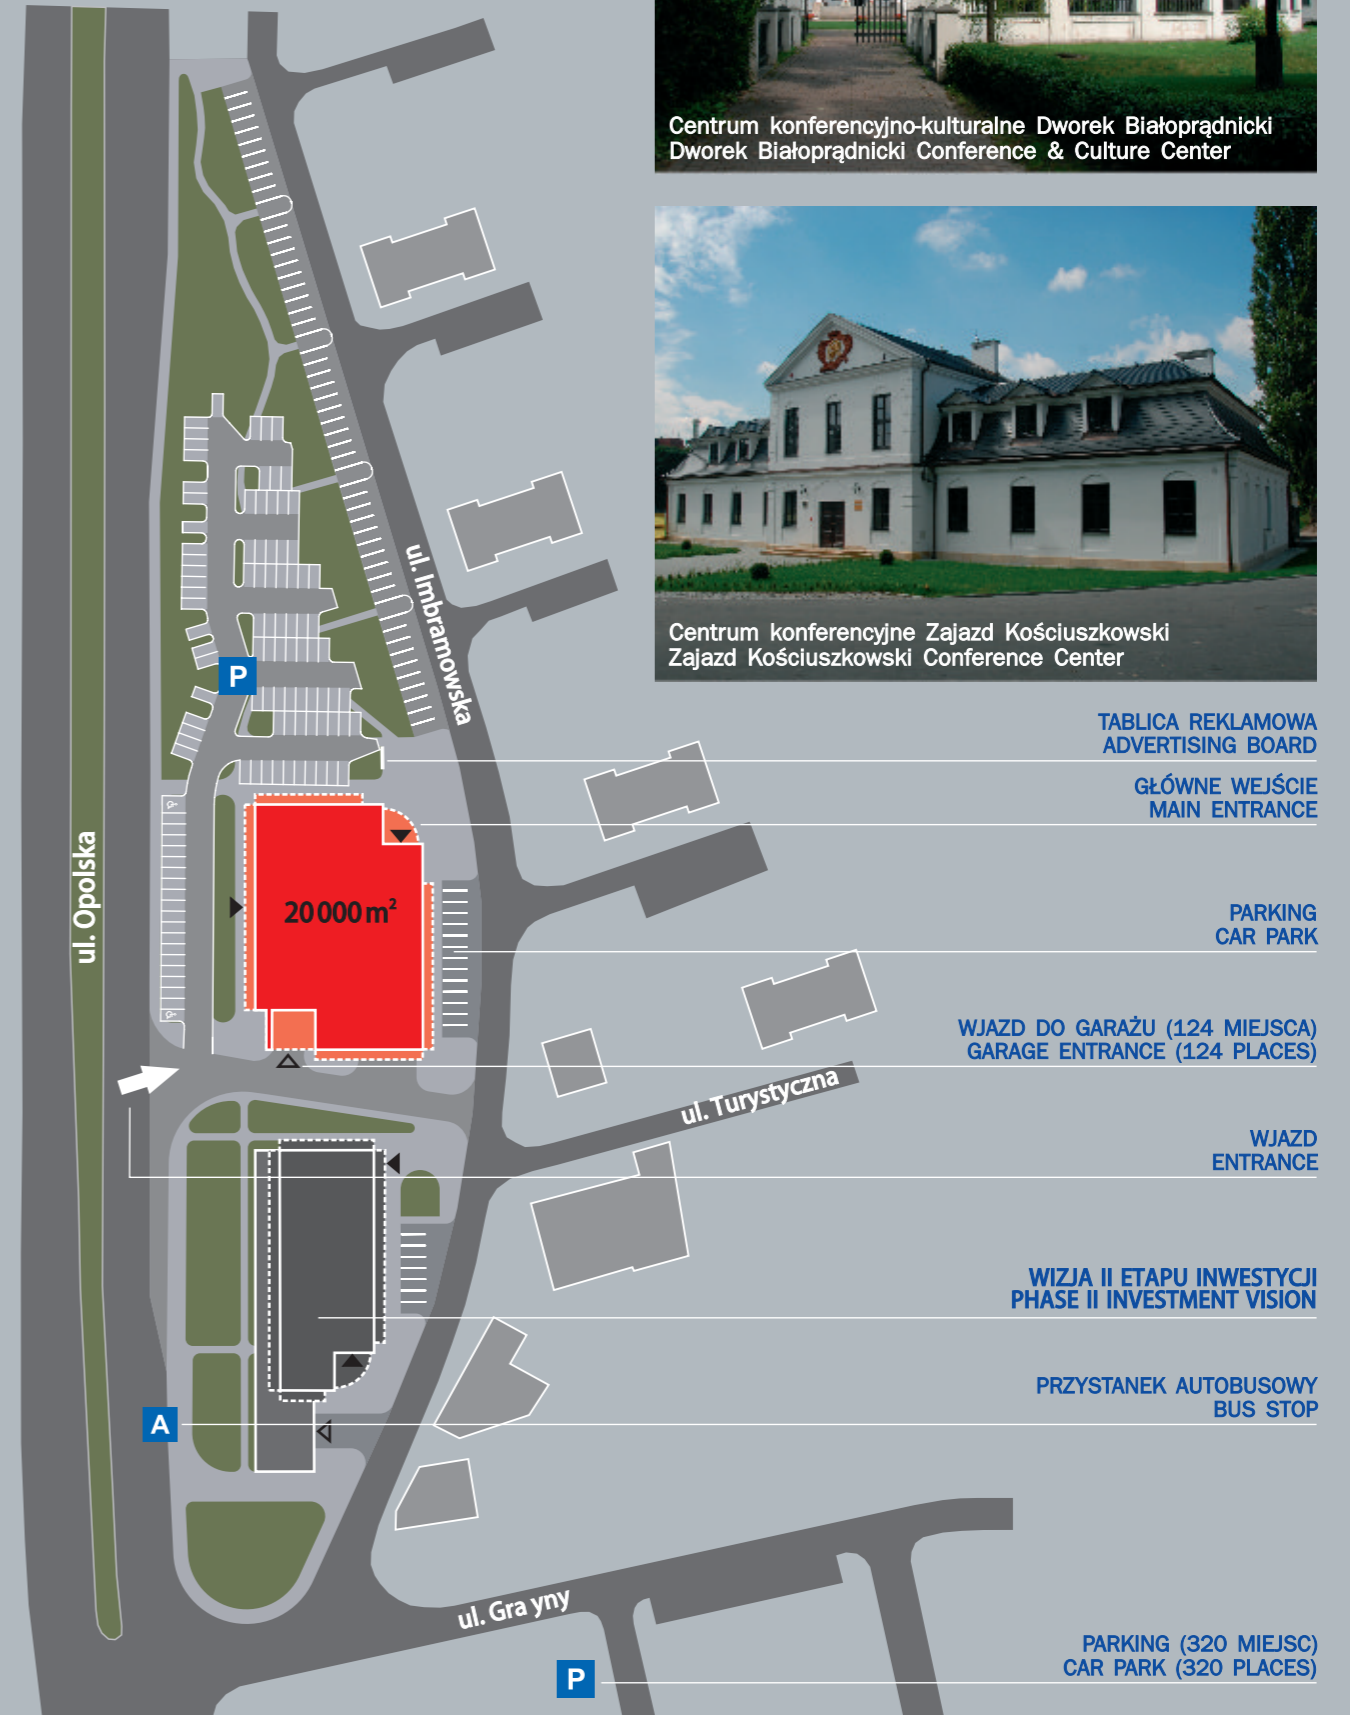 Centrum konferencyjno-kulturalne Dworek Białoprądnicki
Dworek Białoprądnicki Conference & Culture Center
Centrum konferencyjne Zajazd Kościuszkowski
Zajazd Kościuszkowski Conference Center
ul. Imbramowska
P
TABLICA REKLAMOWA
ADVERTISING BOARD
GŁÓWNE WEJŚCIE
MAIN ENTRANCE
ul. Opolska
20 000 m²
PARKING
CAR PARK
WJAZD DO GARAŻU (124 MIEJSCA)
GARAGE ENTRANCE (124 PLACES)
ul. Turystyczna
WJAZD
ENTRANCE
WIZJA II ETAPU INWESTYCJI
PHASE II INVESTMENT VISION
PRZYSTANEK AUTOBUSOWY
BUS STOP
A
ul. Gra yny
PARKING (320 MIEJSC)
CAR PARK (320 PLACES)
P